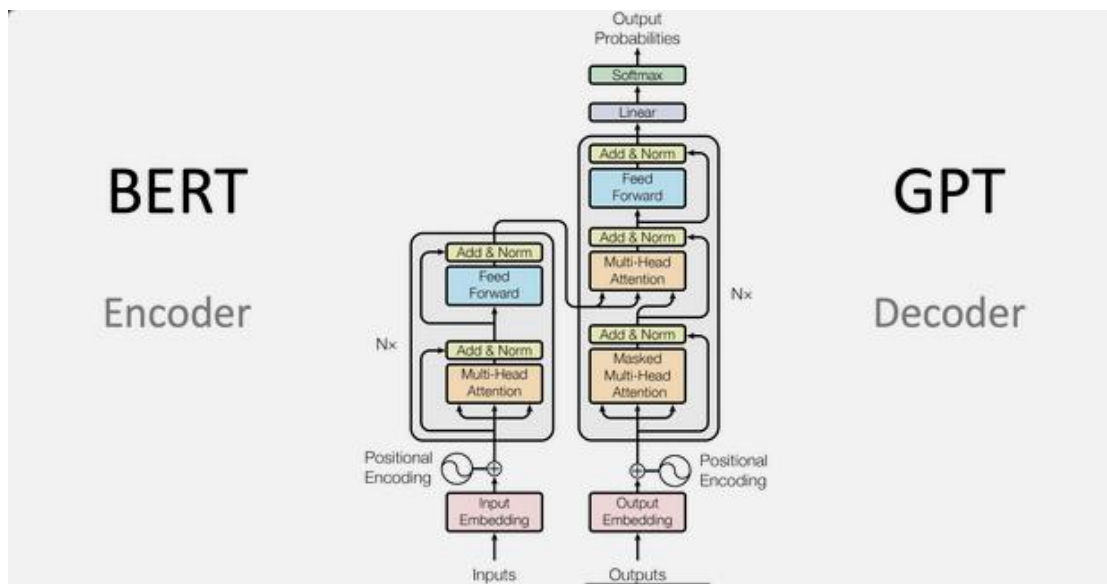 Output
Probabilities
Softmax
Linear
BERT
Encoder
GPT
Decoder
Add & Norm
Feed
Forward
Add & Norm
Multi-Head
Attention
Nx
Positional
Encoding
Input
Embedding
Inputs
Add & Norm
Feed
Forward
Add & Norm
Multi-Head
Attention
Add & Norm
Masked
Multi-Head
Attention
Nx
Positional
Encoding
Output
Embedding
Outputs